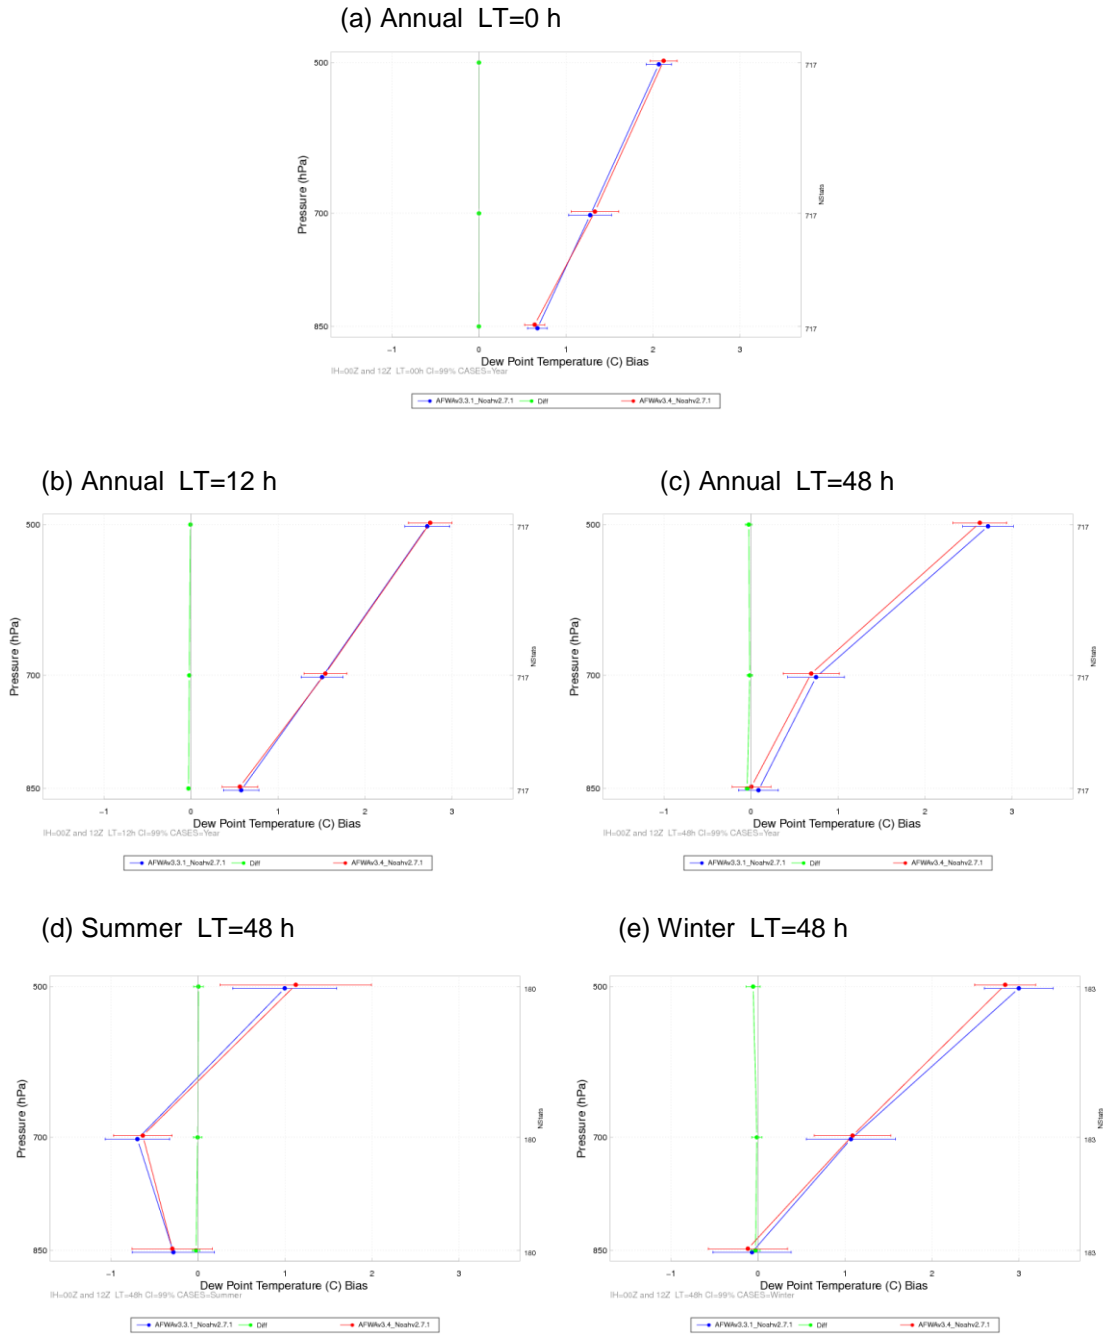 (a) Annual LT=0 h
500
717
700
717
850
717
Pressure (hPa)
NStats
−1 0 1 2 3
Dew Point Temperature (C) Bias
IH=00Z and 12Z LT=00h CI=99% CASES=Year
AFWAv3.3.1_Noahv2.7.1 Diff AFWAv3.4_Noahv2.7.1
(b) Annual LT=12 h
500
717
700
717
850
717
Pressure (hPa)
NStats
−1 0 1 2 3
Dew Point Temperature (C) Bias
IH=00Z and 12Z LT=12h CI=99% CASES=Year
AFWAv3.3.1_Noahv2.7.1 Diff AFWAv3.4_Noahv2.7.1
(c) Annual LT=48 h
500
717
700
717
850
717
Pressure (hPa)
NStats
−1 0 1 2 3
Dew Point Temperature (C) Bias
IH=00Z and 12Z LT=48h CI=99% CASES=Year
AFWAv3.3.1_Noahv2.7.1 Diff AFWAv3.4_Noahv2.7.1
(d) Summer LT=48 h
500
180
700
180
850
180
Pressure (hPa)
NStats
−1 0 1 2 3
Dew Point Temperature (C) Bias
IH=00Z and 12Z LT=48h CI=99% CASES=Summer
AFWAv3.3.1_Noahv2.7.1 Diff AFWAv3.4_Noahv2.7.1
(e) Winter LT=48 h
500
183
700
183
850
183
Pressure (hPa)
NStats
−1 0 1 2 3
Dew Point Temperature (C) Bias
IH=00Z and 12Z LT=48h CI=99% CASES=Winter
AFWAv3.3.1_Noahv2.7.1 Diff AFWAv3.4_Noahv2.7.1